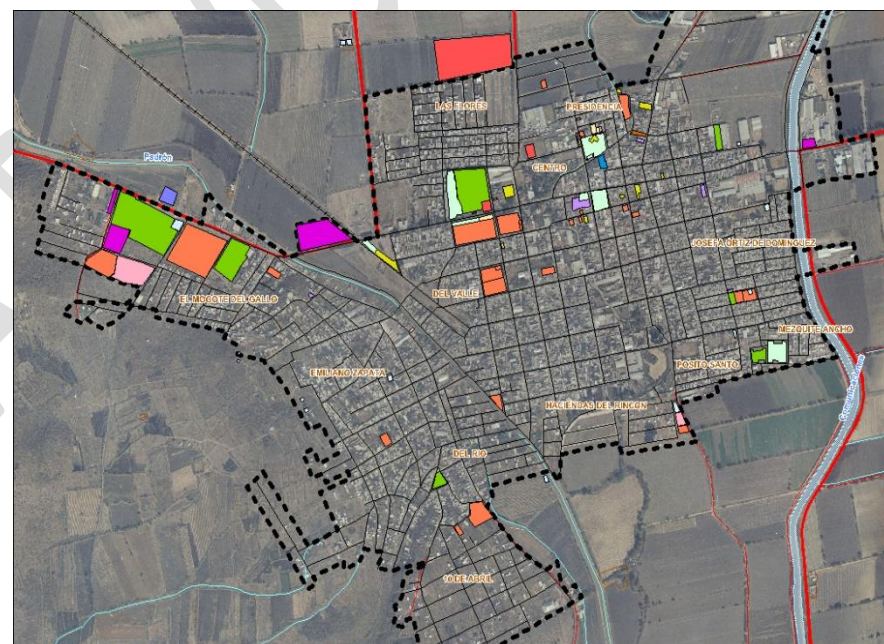 LAS FLORES
PRESIDENCIA
Padrón
CENTRO
JOSEFA ORTIZ DE DOMINGUEZ
EL MOGOTE DEL GALLO
DEL VALLE
MEZQUITE ANCHO
POSITO SANTO
EMILIANO ZAPATA
HACIENDAS DEL RINCON
DEL RIO
10 DE ABRIL